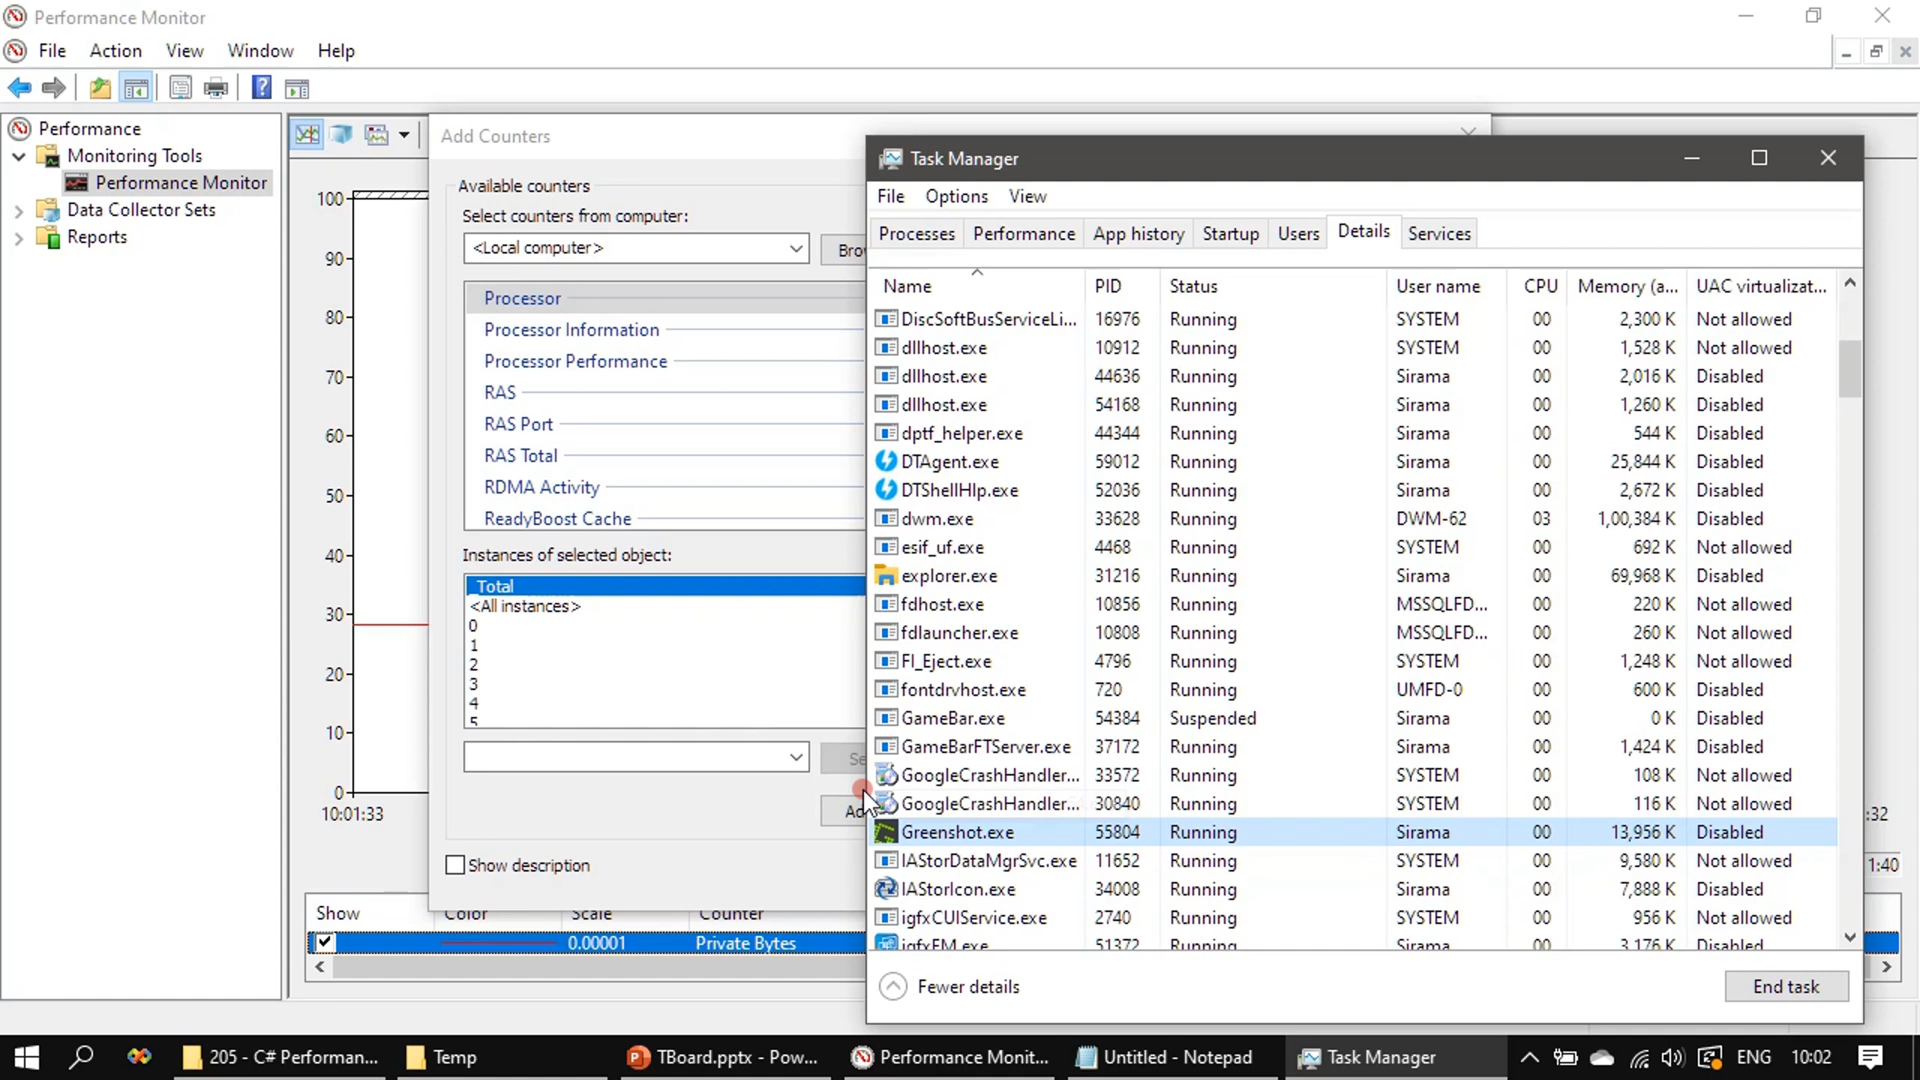 Performance Monitor
File Action View Window Help
Performance
Monitoring Tools
Performance Monitor
Data Collector Sets
Reports
100
90
80
70
60
50
40
30
20
10
0
10:01:33
:32
1:40
Add Counters
Available counters
Select counters from computer:
<Local computer>
Processor
Processor Information
Processor Performance
RAS
RAS Port
RAS Total
RDMA Activity
ReadyBoost Cache
Instances of selected object:
_Total
<All instances>
0
1
2
3
4
5
Show description
Show Color Scale Counter
0.00001 Private Bytes
Task Manager
File Options View
Processes Performance App history Startup Users Details Services
Name PID Status User name CPU Memory (a... UAC virtualizat...
DiscSoftBusServiceLi... 16976 Running SYSTEM 00 2,300 K Not allowed
dllhost.exe 10912 Running SYSTEM 00 1,528 K Not allowed
dllhost.exe 44636 Running Sirama 00 2,016 K Disabled
dllhost.exe 54168 Running Sirama 00 1,260 K Disabled
dptf_helper.exe 44344 Running Sirama 00 544 K Disabled
DTAgent.exe 59012 Running Sirama 00 25,844 K Disabled
DTShellHlp.exe 52036 Running Sirama 00 2,672 K Disabled
dwm.exe 33628 Running DWM-62 03 1,00,384 K Disabled
esif_uf.exe 4468 Running SYSTEM 00 692 K Not allowed
explorer.exe 31216 Running Sirama 00 69,968 K Disabled
fdhost.exe 10856 Running MSSQLFD... 00 220 K Not allowed
fdlauncher.exe 10808 Running MSSQLFD... 00 260 K Not allowed
FI_Eject.exe 4796 Running SYSTEM 00 1,248 K Not allowed
fontdrvhost.exe 720 Running UMFD-0 00 600 K Disabled
GameBar.exe 54384 Suspended Sirama 00 0 K Disabled
GameBarFTServer.exe 37172 Running Sirama 00 1,424 K Disabled
GoogleCrashHandler... 33572 Running SYSTEM 00 108 K Not allowed
GoogleCrashHandler... 30840 Running SYSTEM 00 116 K Not allowed
Greenshot.exe 55804 Running Sirama 00 13,956 K Disabled
IAStorDataMgrSvc.exe 11652 Running SYSTEM 00 9,580 K Not allowed
IAStorIcon.exe 34008 Running Sirama 00 7,888 K Disabled
igfxCUIService.exe 2740 Running SYSTEM 00 956 K Not allowed
igfxEM.exe 51372 Running Sirama 00 3,176 K Disabled
Fewer details
End task
205 - C# Performan... Temp TBoard.pptx - Pow... Performance Monit... Untitled - Notepad Task Manager ENG 10:02